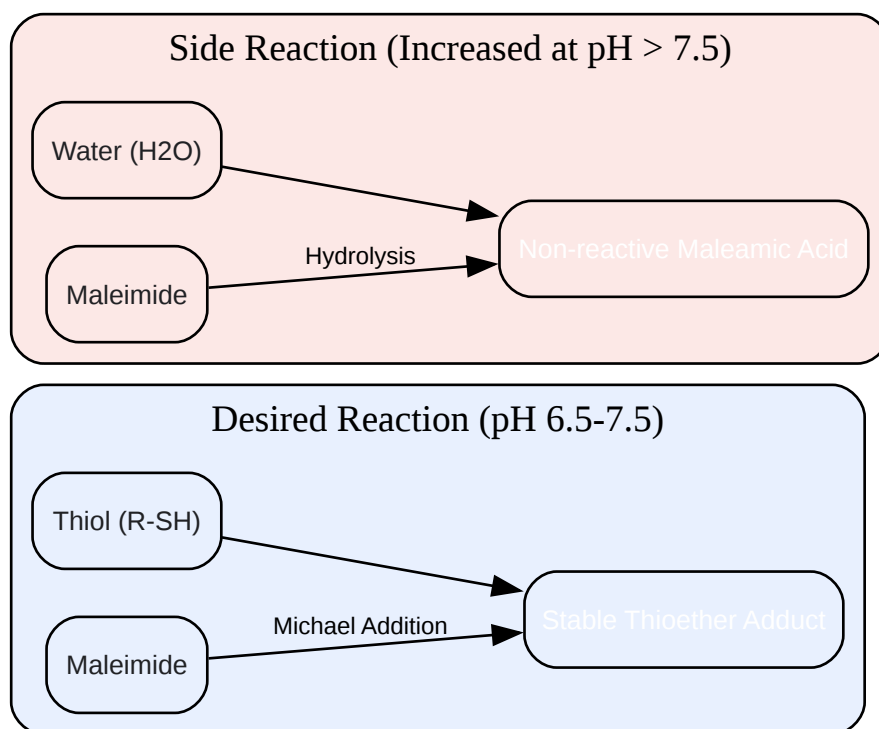 Side Reaction (Increased at pH > 7.5)
Water (H2O)
Non-reactive Maleamic Acid
Hydrolysis
Maleimide
Desired Reaction (pH 6.5-7.5)
Thiol (R-SH)
Stable Thioether Adduct
Michael Addition
Maleimide